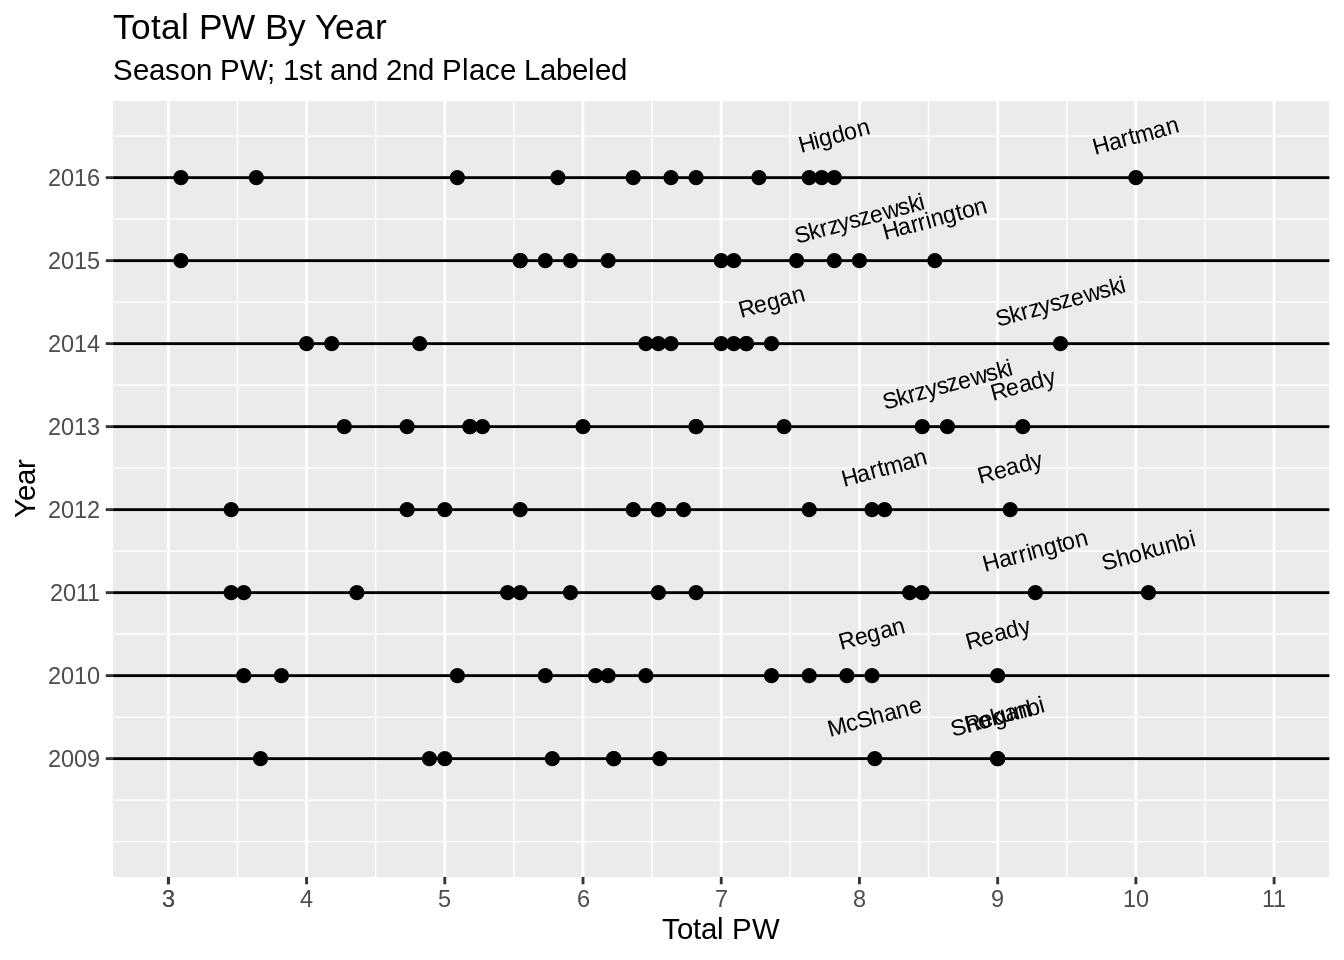 Total PW By Year
Season PW; 1st and 2nd Place Labeled
Higdon
Hartman
2016
Skrzyszewski
Harrington
2015
Regan
Skrzyszewski
2014
Skrzyszewski
Ready
2013
Hartman
Ready
2012
Harrington
Shokunbi
2011
Regan
Ready
2010
McShane
Shokunbi
Regan
2009
Year
3 4 5 6 7 8 9 10 11
Total PW